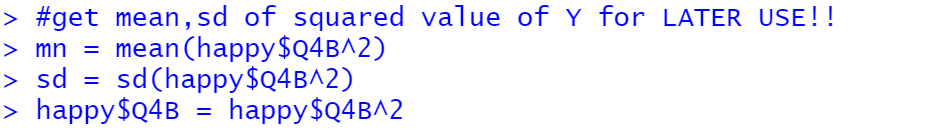 > #get mean,sd of squared value of Y for LATER USE!!
> mn = mean(happy$Q4B^2)
> sd = sd(happy$Q4B^2)
> happy$Q4B = happy$Q4B^2